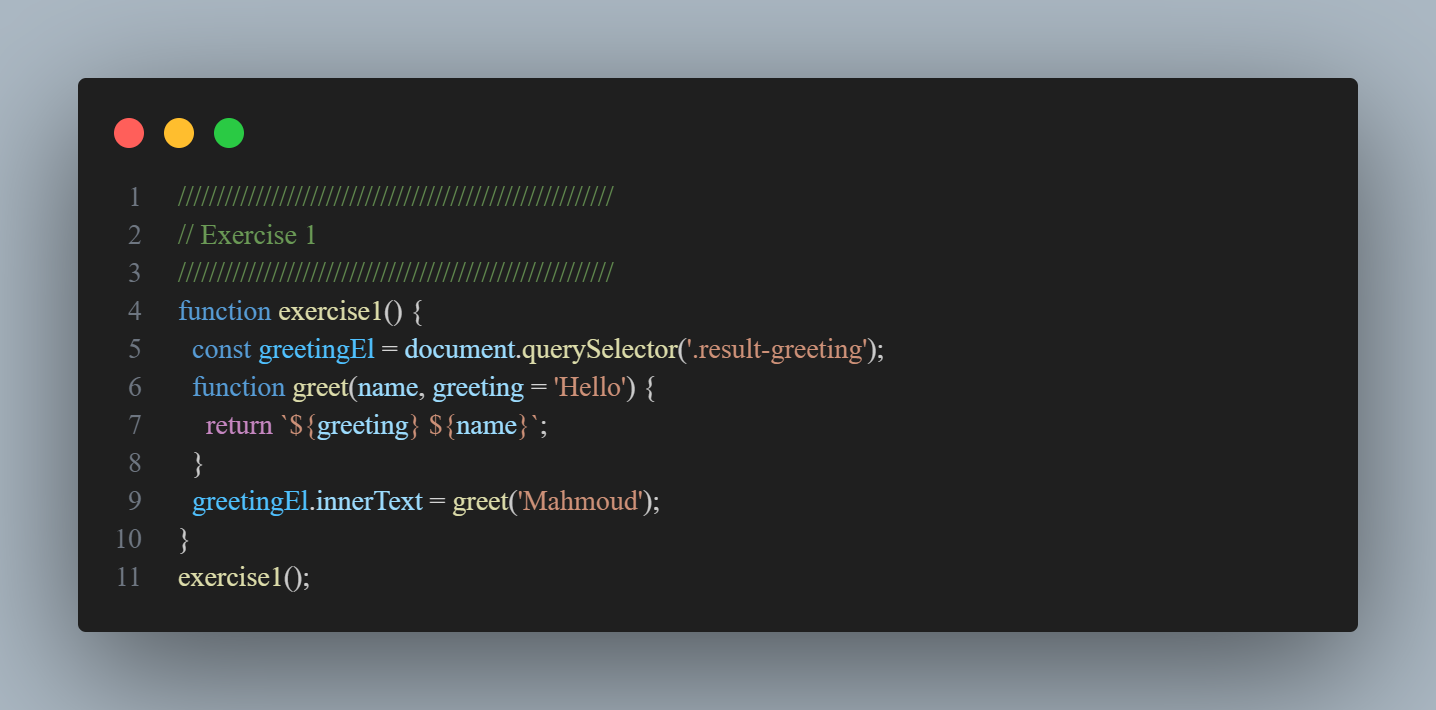 1 ////////////////////////////////////////////////////////
2 // Exercise 1
3 ////////////////////////////////////////////////////////
4 function exercise1() {
5   const greetingEl = document.querySelector('.result-greeting');
6   function greet(name, greeting = 'Hello') {
7     return `${greeting} ${name}`;
8   }
9   greetingEl.innerText = greet('Mahmoud');
10 }
11 exercise1();